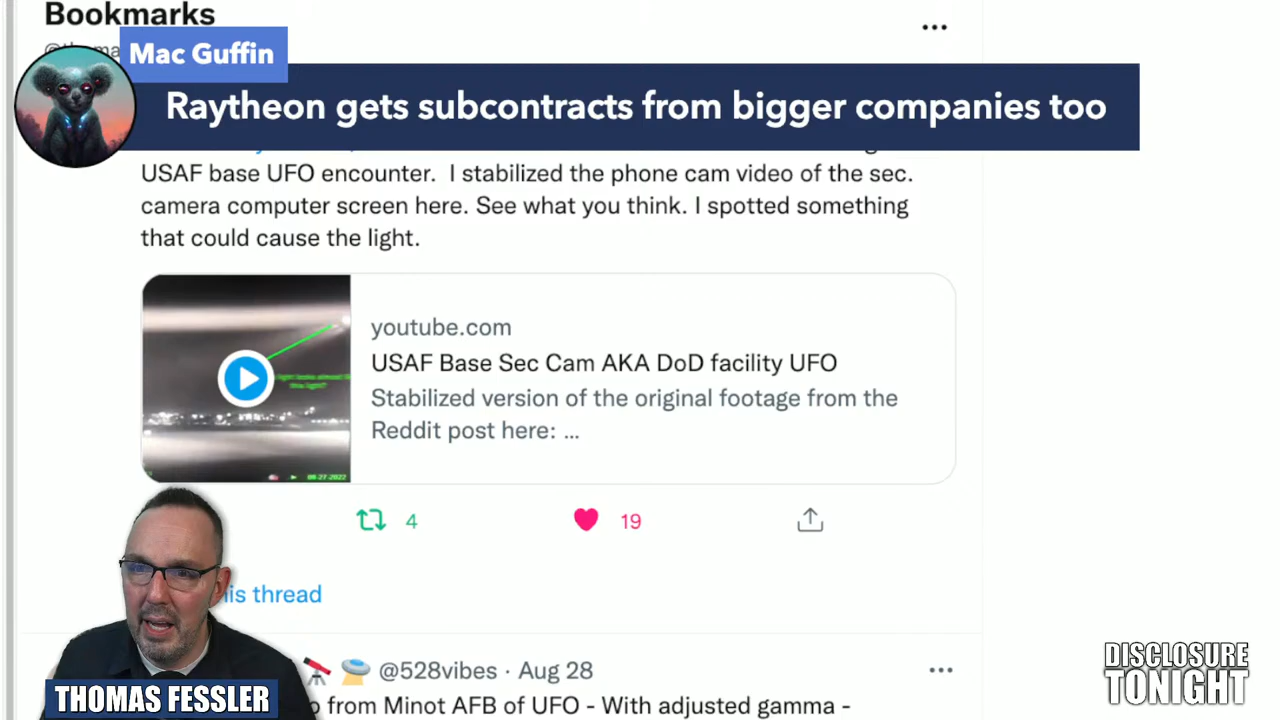 Bookmarks
Mac Guffin
Raytheon gets subcontracts from bigger companies too
USAF base UFO encounter. I stabilized the phone cam video of the sec.
camera computer screen here. See what you think. I spotted something
that could cause the light.
youtube.com
USAF Base Sec Cam AKA DoD facility UFO
Stabilized version of the original footage from the
Reddit post here: ...
08-27-2022
4
19
his thread
@528vibes · Aug 28
from Minot AFB of UFO - With adjusted gamma -
THOMAS FESSLER
DISCLOSURE
TONIGHT